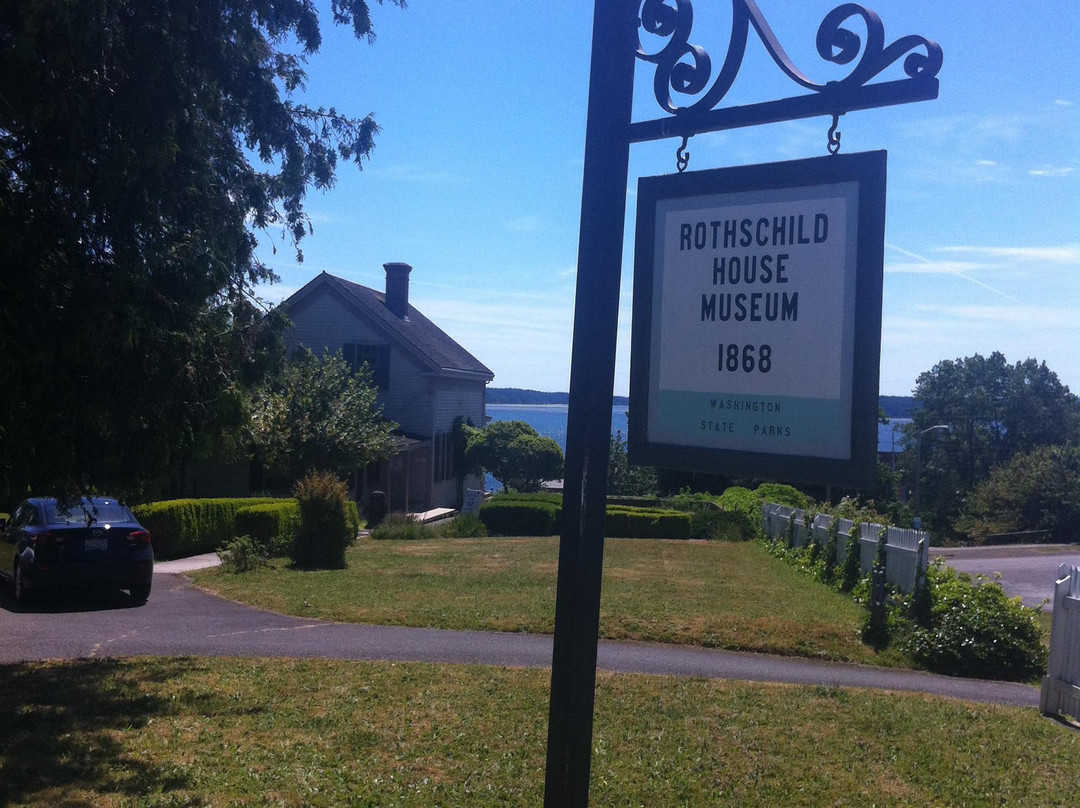 ROTHSCHILD
HOUSE
MUSEUM
1868
WASHINGTON
STATE PARKS